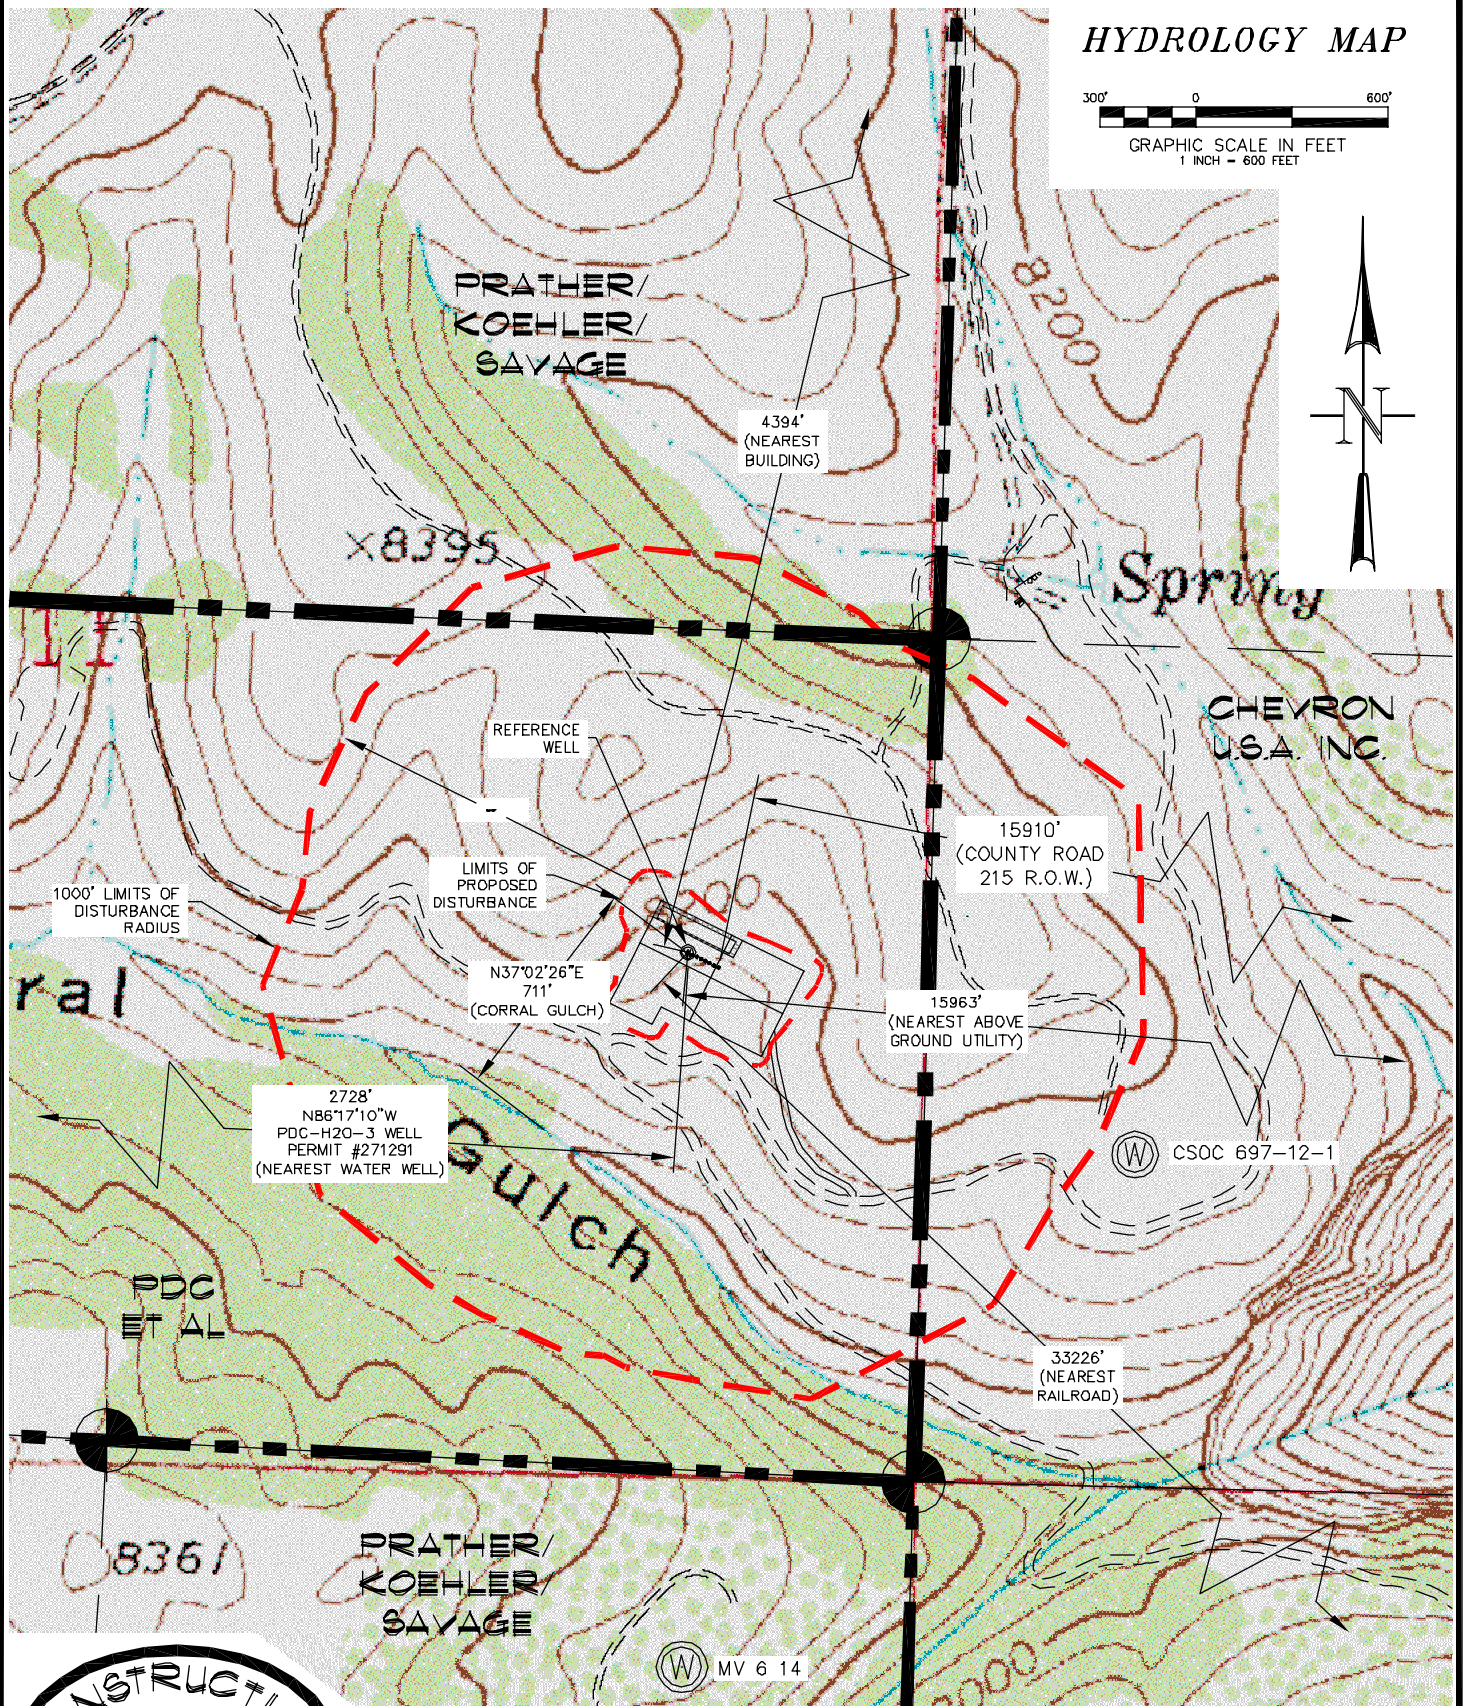 HYDROLOGY MAP
300' 0 600'
GRAPHIC SCALE IN FEET
1 INCH = 600 FEET
N
8200
PRATHER/
KOEHLER/
SAVAGE
4394'
(NEAREST
BUILDING)
×8395
Spring
11
CHEVRON
U.S.A. INC.
REFERENCE
WELL
15910'
(COUNTY ROAD
215 R.O.W.)
LIMITS OF
PROPOSED
DISTURBANCE
1000' LIMITS OF
DISTURBANCE
RADIUS
ral
N37°02'26"E
711'
(CORRAL GULCH)
15963'
(NEAREST ABOVE
GROUND UTILITY)
2728'
N86°17'10"W
PDC-H2O-3 WELL
PERMIT #271291
(NEAREST WATER WELL)
Gulch
W CSOC 697-12-1
PDC
ET AL
33226'
(NEAREST
RAILROAD)
8361
PRATHER/
KOEHLER/
SAVAGE
W MV 6 14
NSTRUCTI